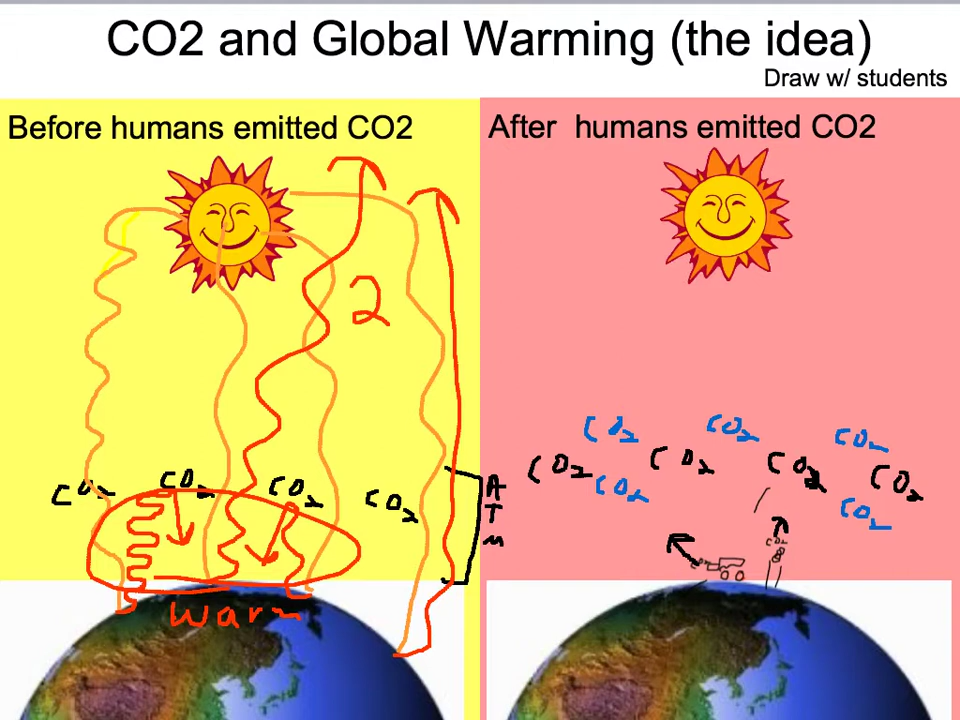 CO2 and Global Warming (the idea)
Draw w/ students
Before humans emitted CO2
After humans emitted CO2
2
CO2 CO2 CO2 CO2
ATM
Warm
CO2 CO2 CO2
CO2 CO2 CO2 CO2
CO2 CO2
CO2